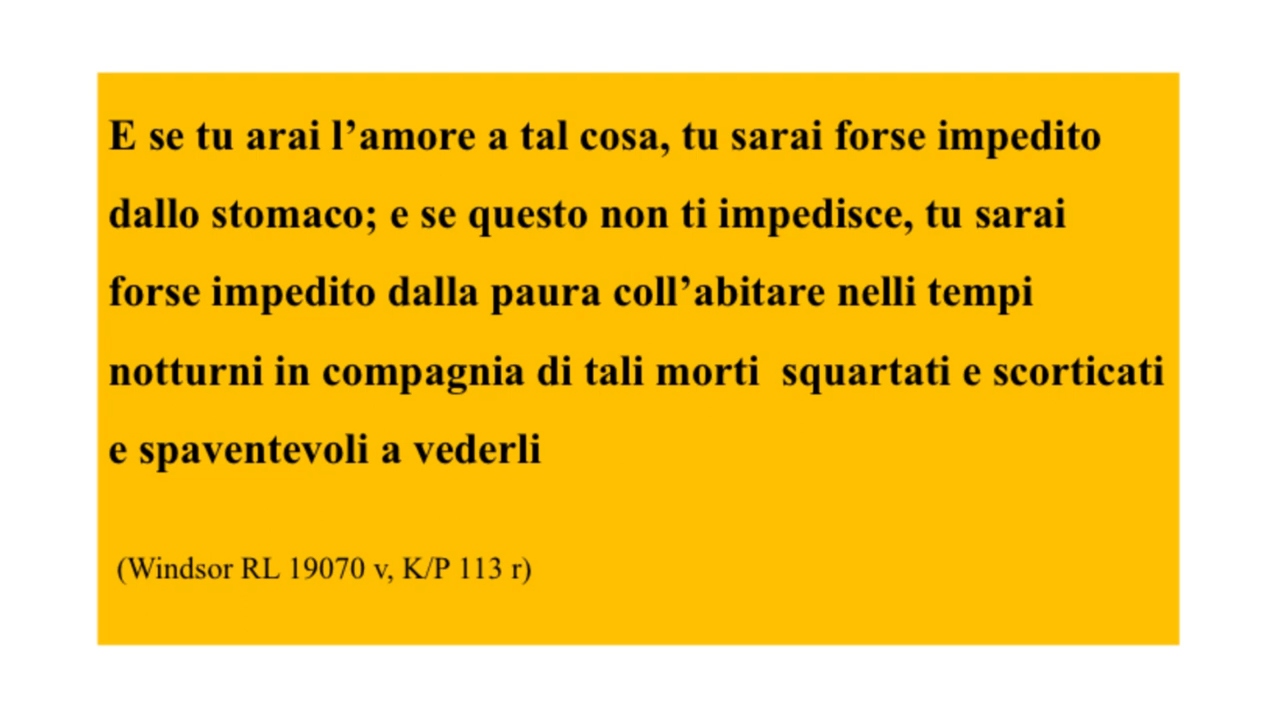 E se tu arai l’amore a tal cosa, tu sarai forse impedito
dallo stomaco; e se questo non ti impedisce, tu sarai
forse impedito dalla paura coll’abitare nelli tempi
notturni in compagnia di tali morti  squartati e scorticati
e spaventevoli a vederli
(Windsor RL 19070 v, K/P 113 r)